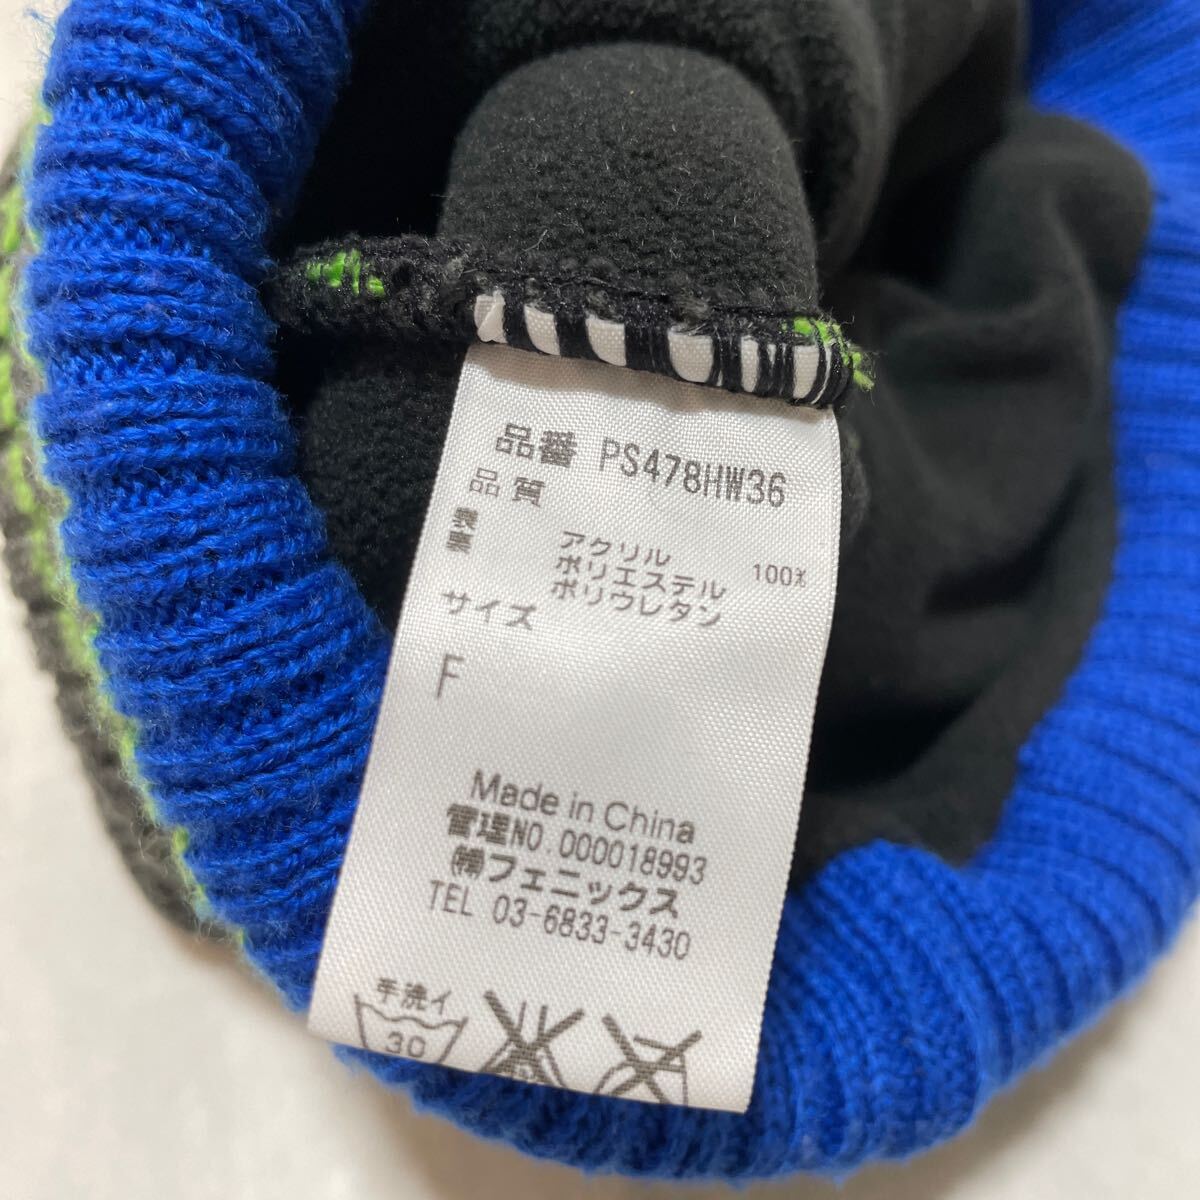 品番 PS478HW36
品質
アクリル 100%
ポリエステル
ポリウレタン
サイズ
F
Made in China
管理NO.000018993
㈱フェニックス
TEL 03-6833-3430
手洗イ
30